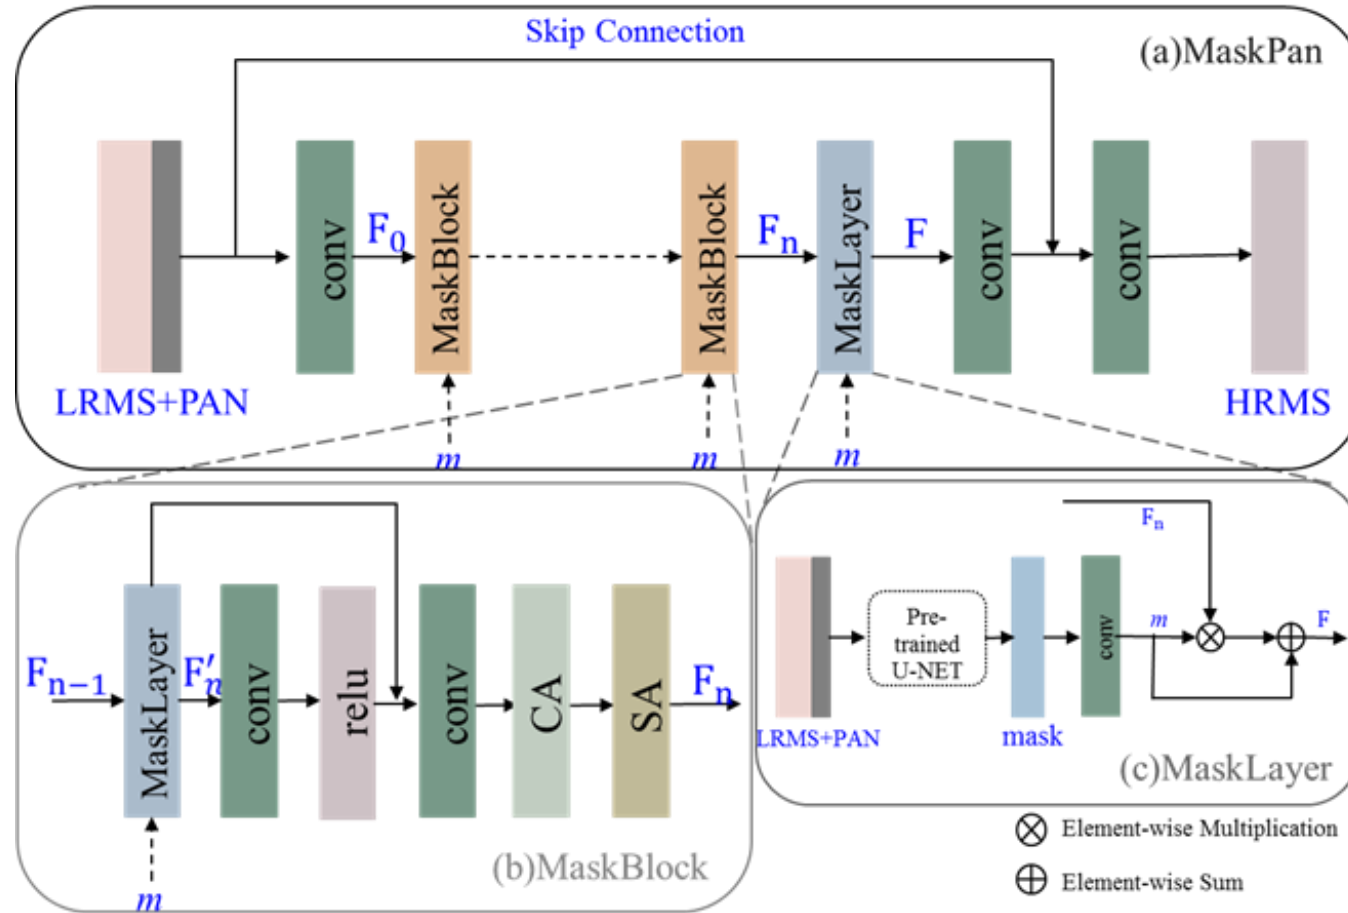 Skip Connection
(a)MaskPan
conv
F₀
MaskBlock
MaskBlock
Fₙ
MaskLayer
F
conv
conv
LRMS+PAN
HRMS
m
m
m
Fₙ₋₁
MaskLayer
F′ₙ
conv
relu
conv
CA
SA
Fₙ
m
(b)MaskBlock
Fₙ
Pre-
trained
U-NET
conv
m
F
LRMS+PAN
mask
(c)MaskLayer
Element-wise Multiplication
Element-wise Sum